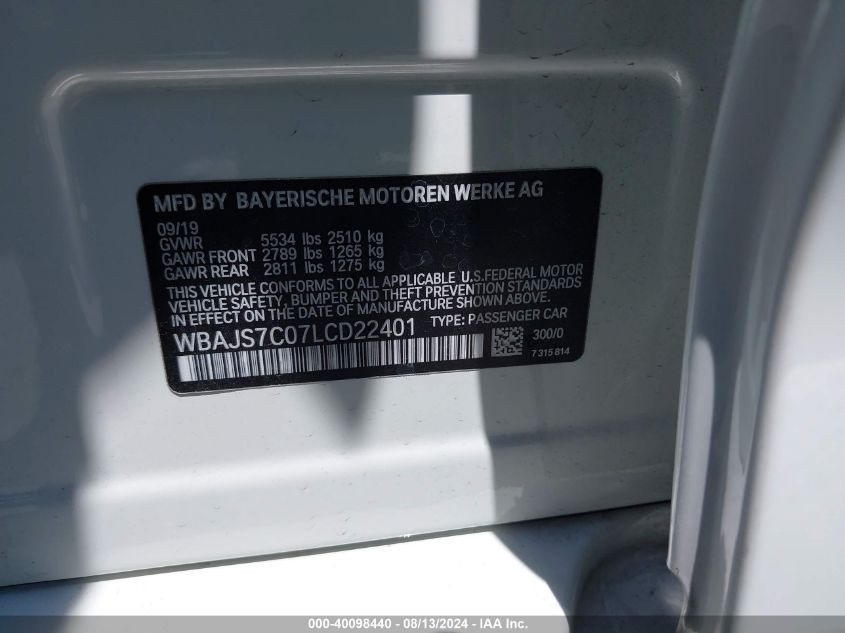 MFD BY BAYERISCHE MOTOREN WERKE AG
09/19
GVWR 5534 lbs 2510 kg
GAWR FRONT 2789 lbs 1265 kg
GAWR REAR 2811 lbs 1275 kg
THIS VEHICLE CONFORMS TO ALL APPLICABLE U.S.FEDERAL MOTOR
VEHICLE SAFETY, BUMPER AND THEFT PREVENTION STANDARDS
IN EFFECT ON THE DATE OF MANUFACTURE SHOWN ABOVE.
WBAJS7C07LCD22401 TYPE: PASSENGER CAR
300/0
7315814
000-40098440 - 08/13/2024 - IAA Inc.